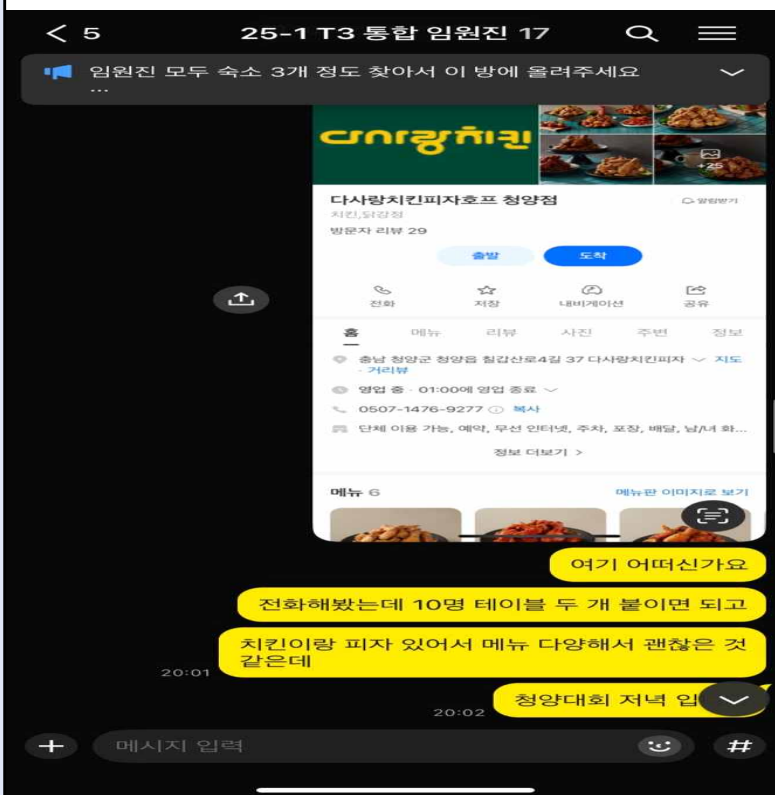 5
25-1 T3 통합 임원진 17
임원진 모두 숙소 3개 정도 찾아서 이 방에 올려주세요
...
다사랑치킨
+25
다사랑치킨피자호프 청양점
알림받기
치킨,닭강정
방문자 리뷰 29
출발
도착
전화
저장
내비게이션
공유
홈
메뉴
리뷰
사진
주변
정보
충남 청양군 청양읍 칠갑산로4길 37 다사랑치킨피자
지도
· 거리뷰
영업 중 · 01:00에 영업 종료
0507-1476-9277
복사
단체 이용 가능, 예약, 무선 인터넷, 주차, 포장, 배달, 남/녀 화...
정보 더보기 >
메뉴 6
메뉴판 이미지로 보기
여기 어떠신가요
전화해봤는데 10명 테이블 두 개 붙이면 되고
치킨이랑 피자 있어서 메뉴 다양해서 괜찮은 것
같은데
20:01
청양대회 저녁 입
20:02
+
메시지 입력
#